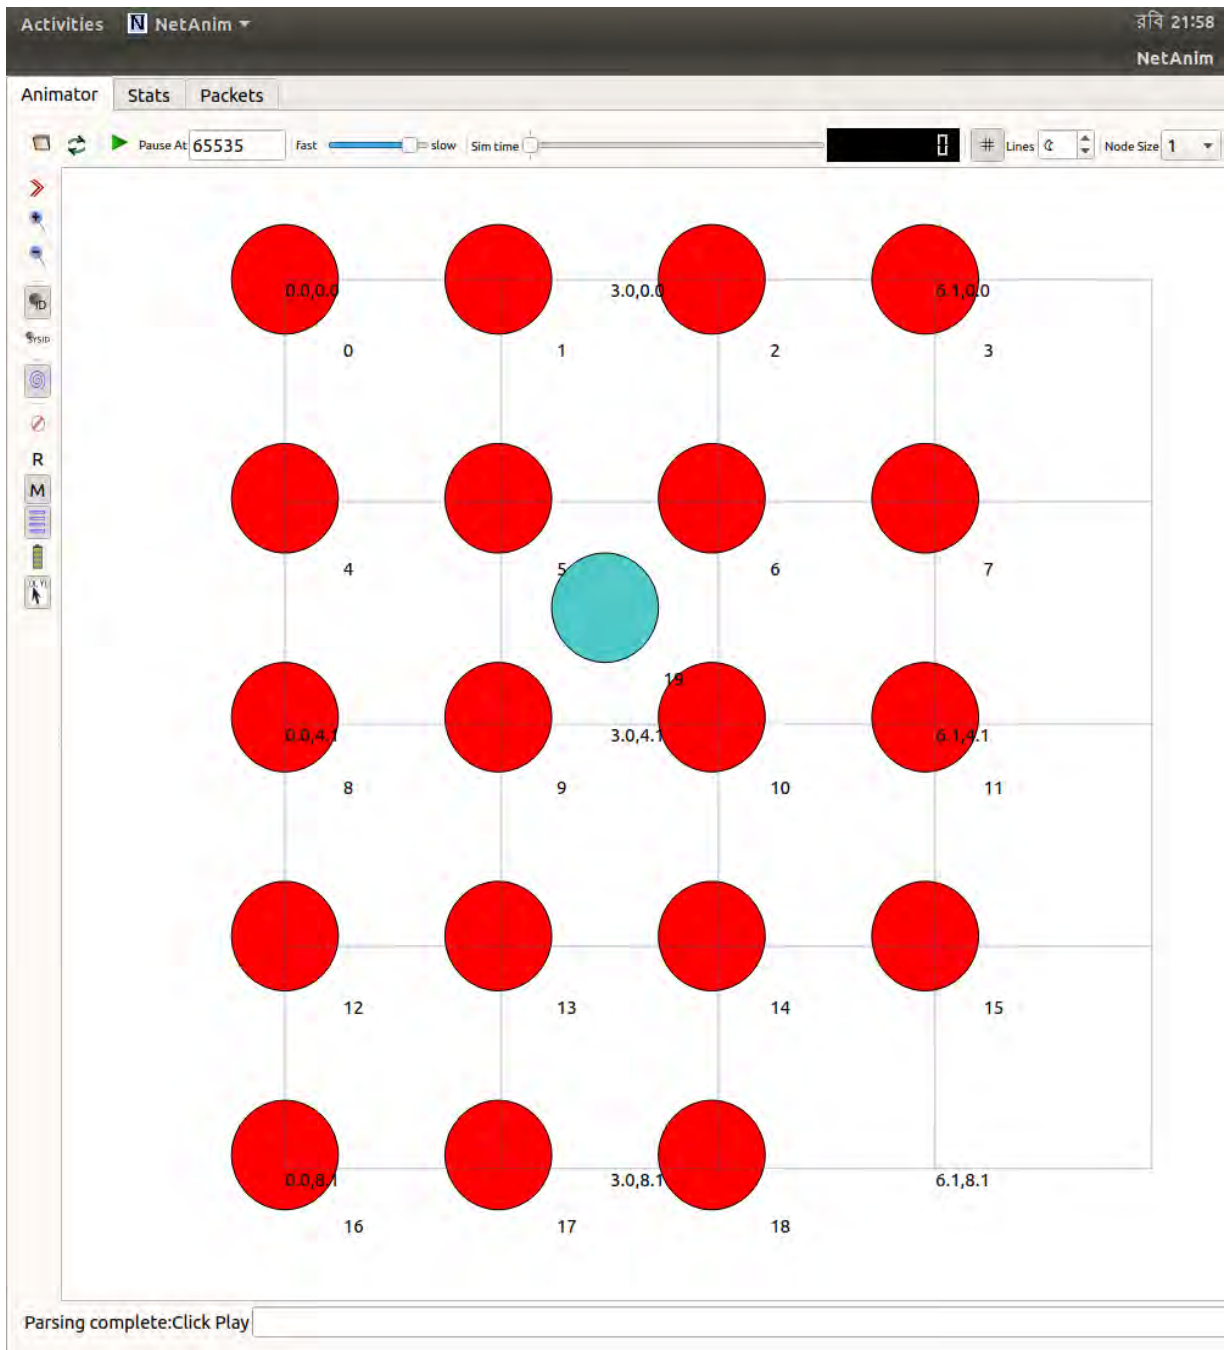 Activities N NetAnim রবি 21:58
NetAnim
Animator Stats Packets
Pause At 65535 Fast slow Sim time 0 # Lines Node Size 1
0.0,0.0 3.0,0.0 6.1,0.0
0 1 2 3
ID
SYSID
4 5 6 7
R
M
(X,Y)
19
0.0,4.1 3.0,4.1 6.1,4.1
8 9 10 11
12 13 14 15
0.0,8.1 3.0,8.1 6.1,8.1
16 17 18
Parsing complete:Click Play